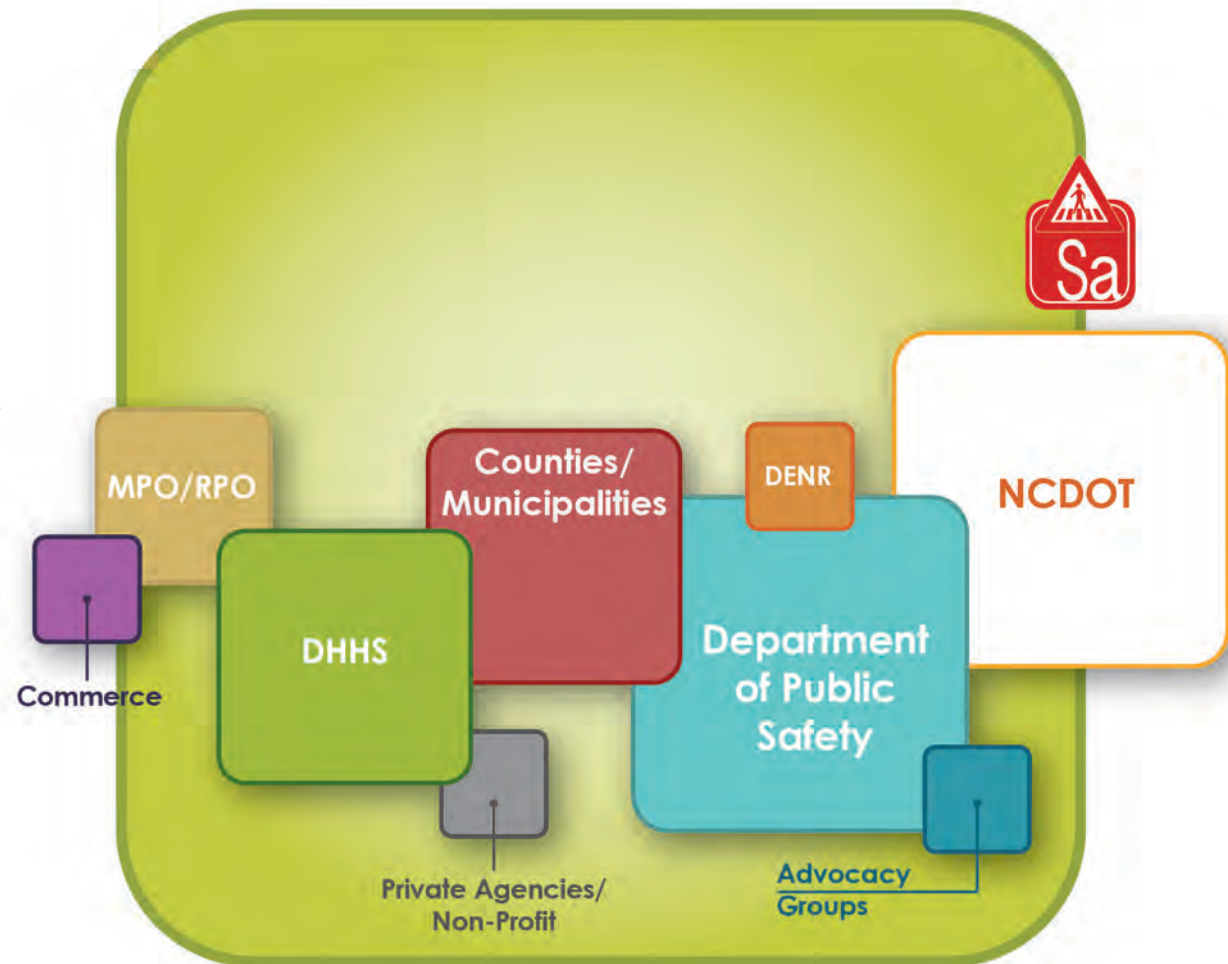 Sa
MPO/RPO
Counties/
Municipalities
DENR
NCDOT
DHHS
Department
of Public
Safety
Commerce
Private Agencies/
Non-Profit
Advocacy
Groups